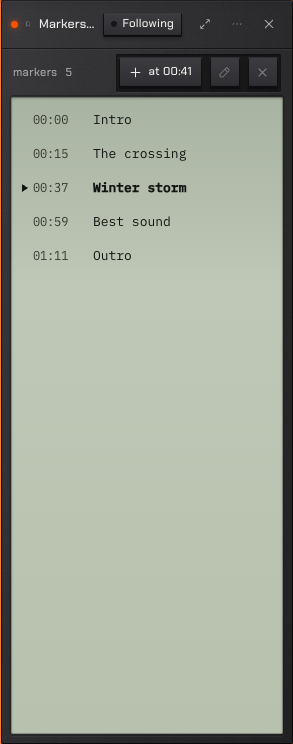 Markers... Following
markers 5
+ at 00:41
00:00 Intro
00:15 The crossing
00:37 Winter storm
00:59 Best sound
01:11 Outro